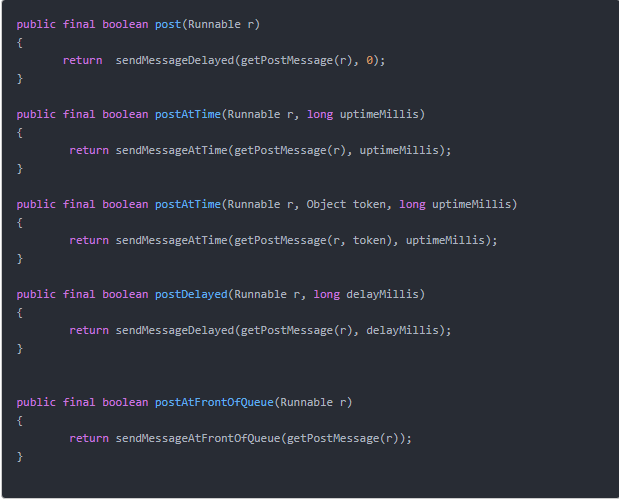 public final boolean post(Runnable r)
{
return sendMessageDelayed(getPostMessage(r), 0);
}
public final boolean postAtTime(Runnable r, long uptimeMillis)
{
return sendMessageAtTime(getPostMessage(r), uptimeMillis);
}
public final boolean postAtTime(Runnable r, Object token, long uptimeMillis)
{
return sendMessageAtTime(getPostMessage(r, token), uptimeMillis);
}
public final boolean postDelayed(Runnable r, long delayMillis)
{
return sendMessageDelayed(getPostMessage(r), delayMillis);
}
public final boolean postAtFrontOfQueue(Runnable r)
{
return sendMessageAtFrontOfQueue(getPostMessage(r));
}